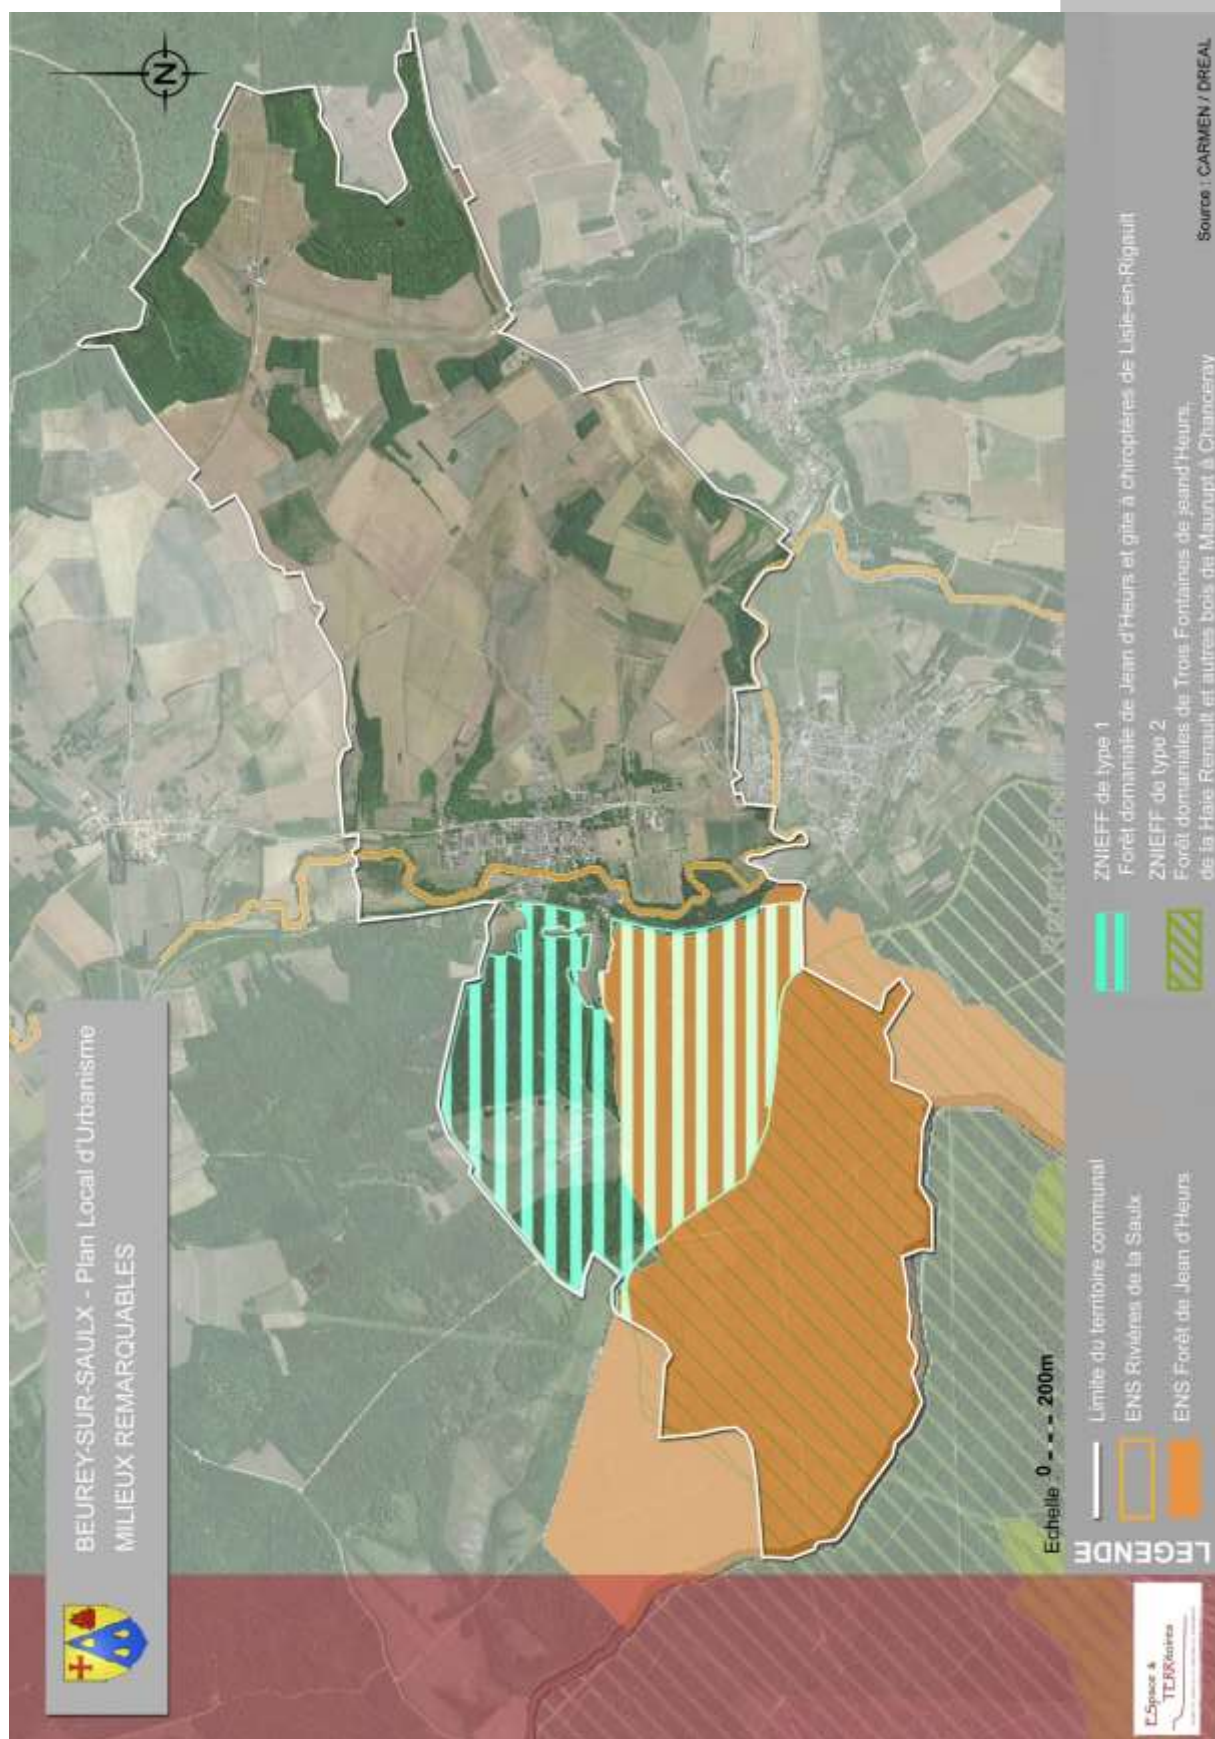 BEUREY-SUR-SAULX - Plan Local d'Urbanisme
MILIEUX REMARQUABLES
N
Echelle 0 200m
LEGENDE
Limite du territoire communal
ENS Rivières de la Saulx
ENS Forêt de Jean d'Heurs
ZNIEFF de type 1
Forêt domaniale de Jean d'Heurs et gîte à chiroptères de Lisle-en-Rigault
ZNIEFF de type 2
Forêt domaniales de Trois Fontaines de jeand'Heurs,
de la Haie Renault et autres bois de Maurupt à Chanceray
Source : CARMEN / DREAL
ESpace &
TERRitoires